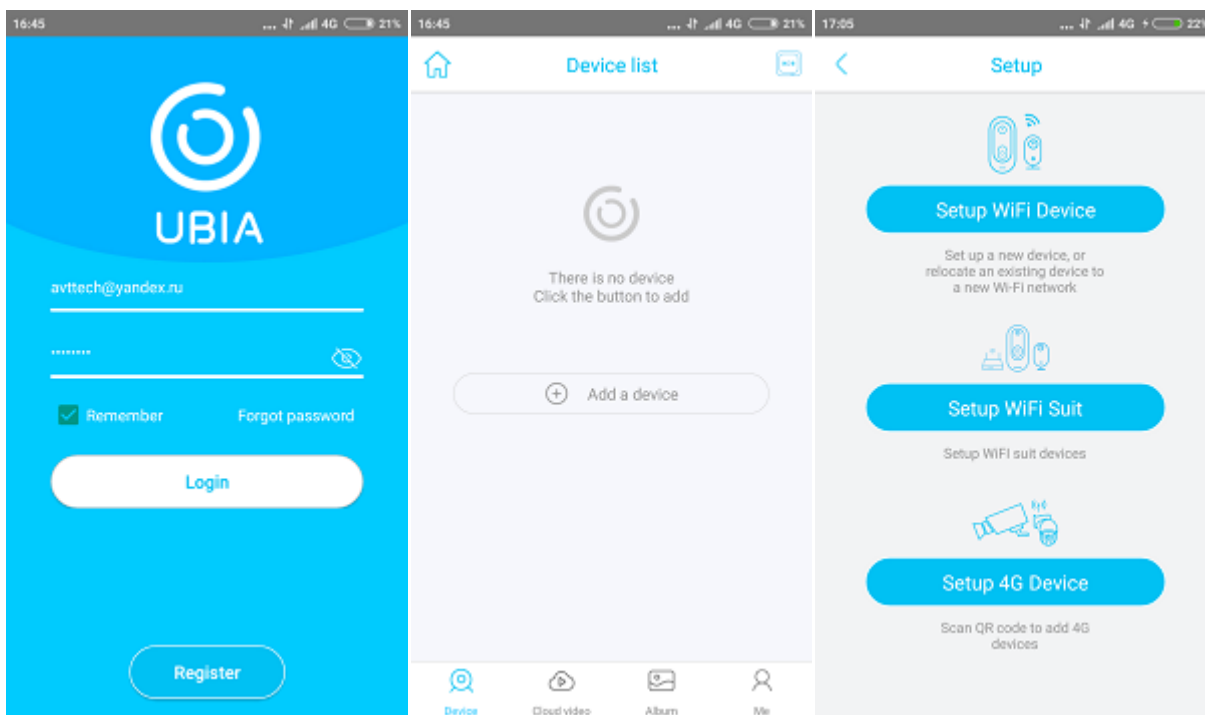 16:45
... 4G 21%
UBIA
avttech@yandex.ru
········
Remember
Forgot password
Login
Register
16:45
... 4G 21%
Device list
There is no device
Click the button to add
Add a device
Device
Cloud video
Album
Me
17:05
... 4G 22%
Setup
Setup WiFi Device
Set up a new device, or
relocate an existing device to
a new Wi-Fi network
Setup WiFi Suit
Setup WIFI suit devices
Setup 4G Device
Scan QR code to add 4G
devices